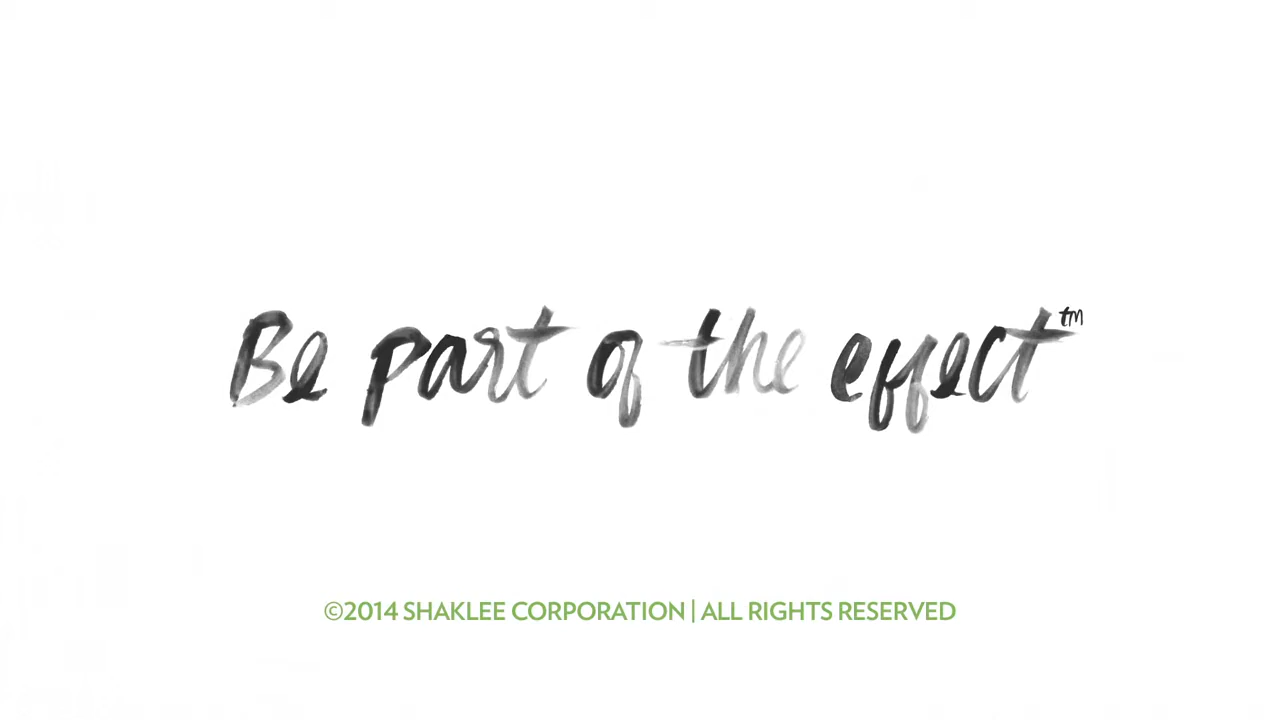 Be part of the effect™
©2014 SHAKLEE CORPORATION | ALL RIGHTS RESERVED